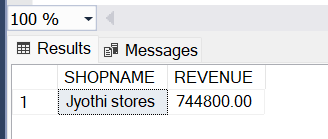 100 %
Results Messages
SHOPNAME REVENUE
1 Jyothi stores 744800.00